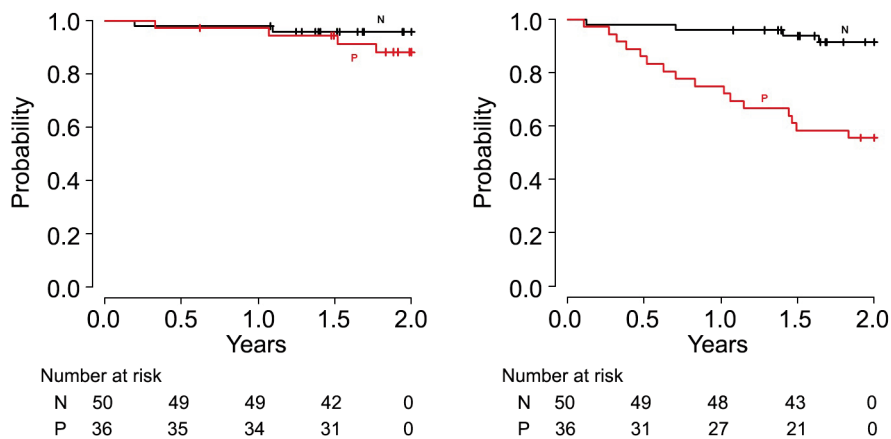 1.0
0.8
0.6
0.4
0.2
0.0
Probability
N
P
0.0 0.5 1.0 1.5 2.0
Years
Number at risk
N 50 49 49 42 0
P 36 35 34 31 0
1.0
0.8
0.6
0.4
0.2
0.0
Probability
N
P
0.0 0.5 1.0 1.5 2.0
Years
Number at risk
N 50 49 48 43 0
P 36 31 27 21 0